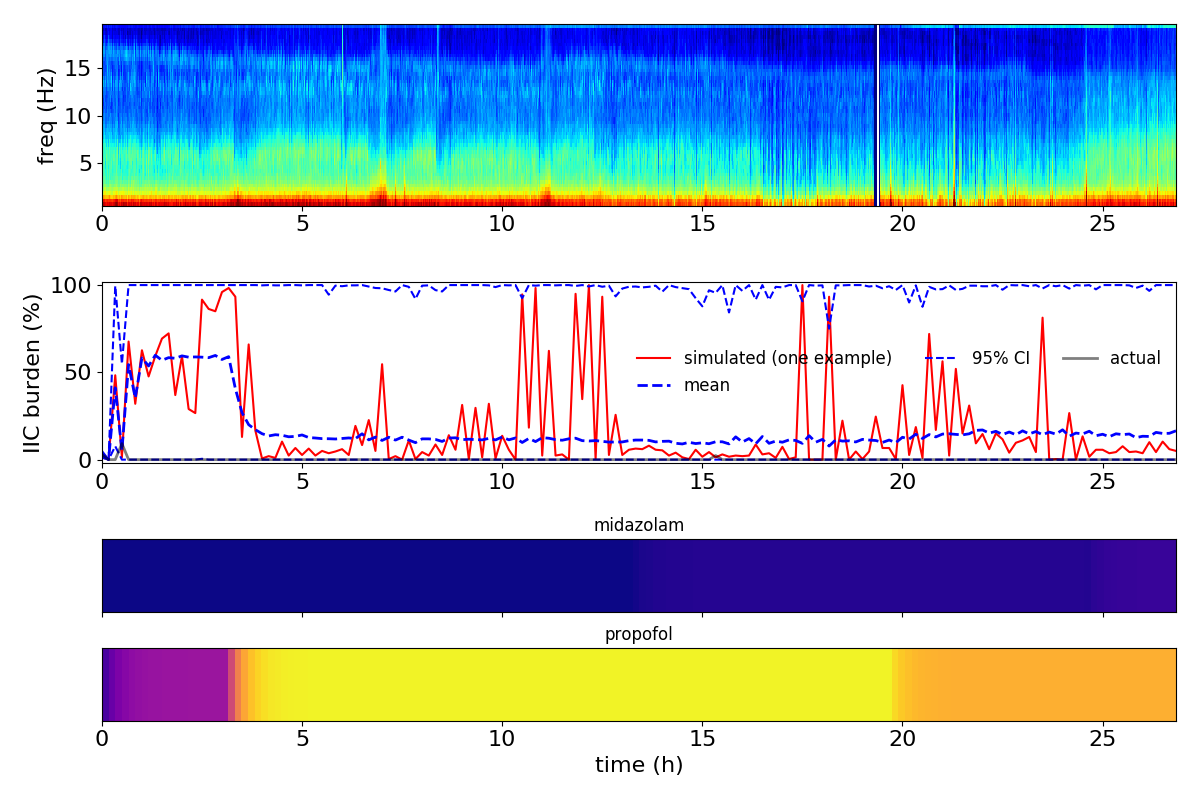 freq (Hz)
15
10
5
0 5 10 15 20 25
IIC burden (%)
100
50
0
simulated (one example) 95% CI actual
mean
0 5 10 15 20 25
midazolam
propofol
0 5 10 15 20 25
time (h)